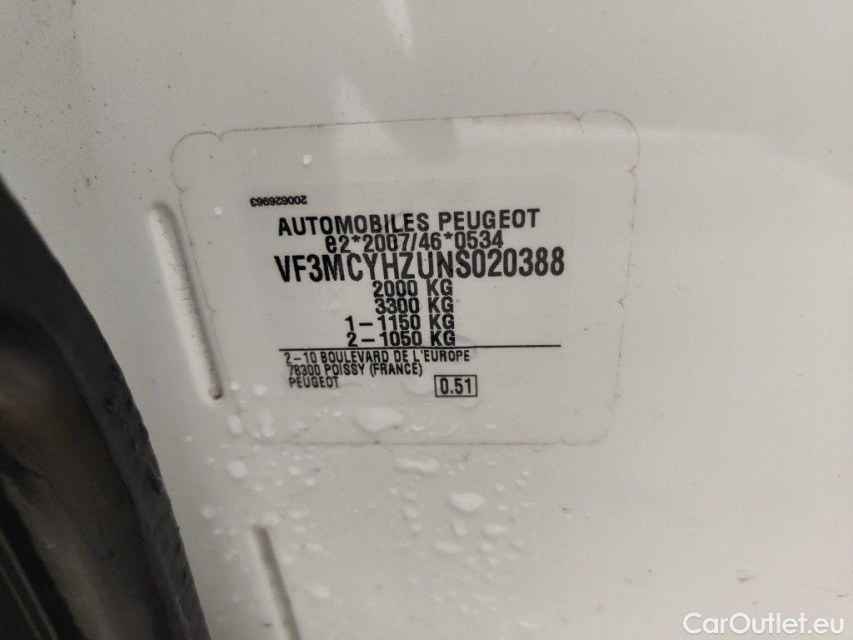 200626963
AUTOMOBILES PEUGEOT
e2*2007/46*0534
VF3MCYHZUNS020388
2000 KG
3300 KG
1-1150 KG
2-1050 KG
2-10 BOULEVARD DE L'EUROPE
78300 POISSY (FRANCE)
PEUGEOT
0.51
CarOutlet.eu